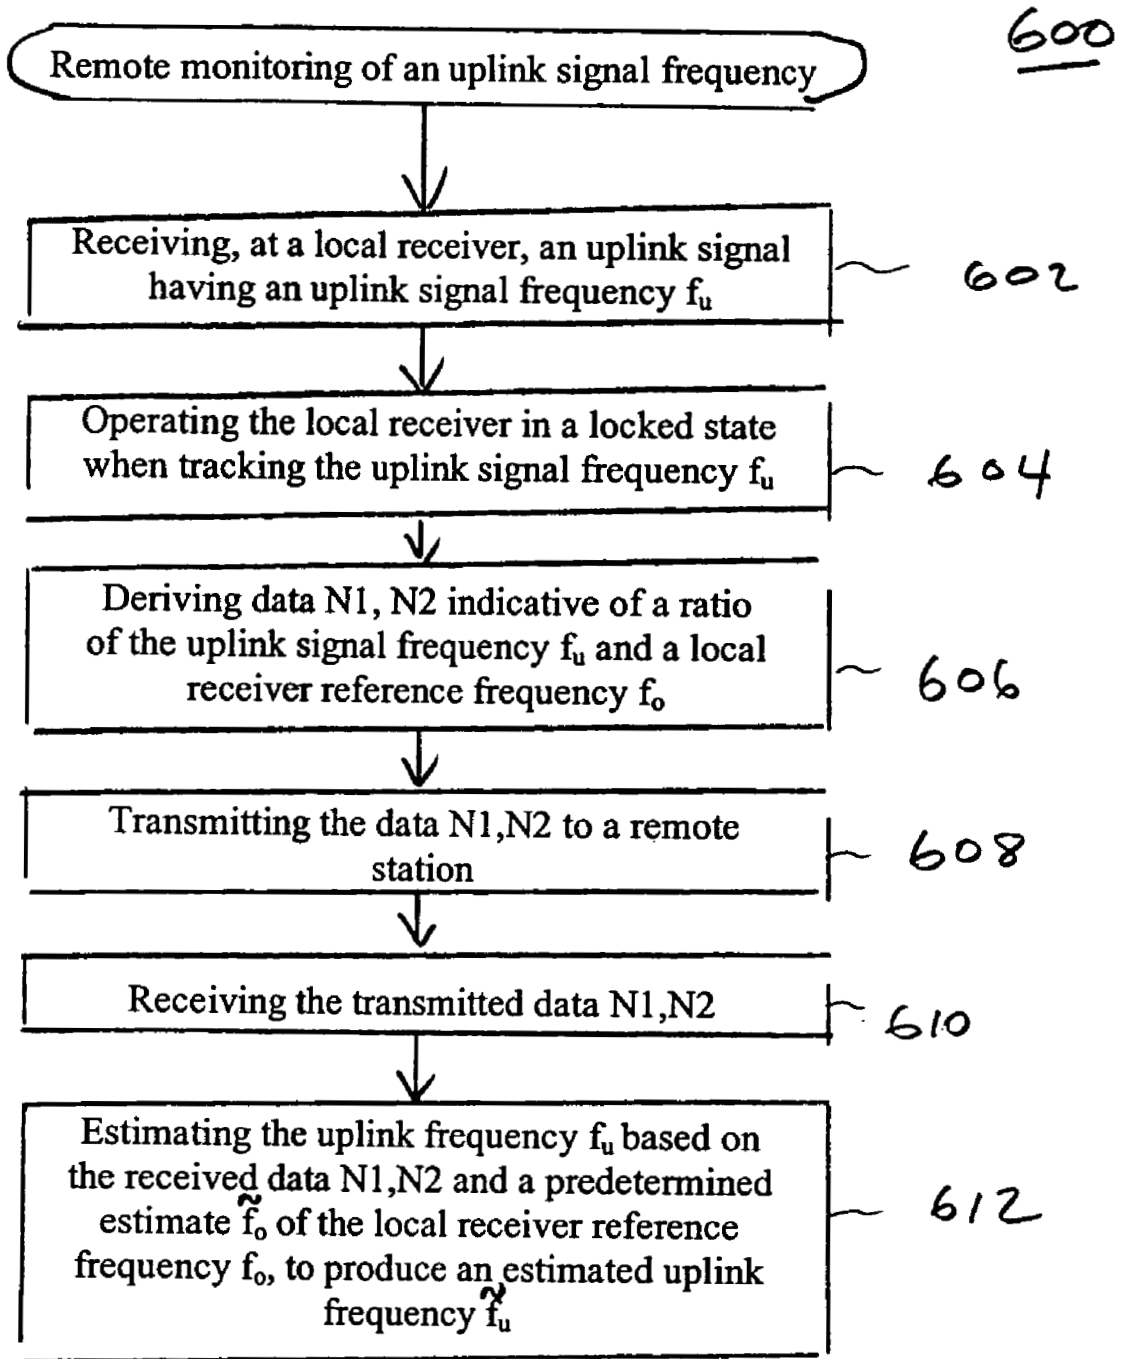 600
Remote monitoring of an uplink signal frequency
Receiving, at a local receiver, an uplink signal
having an uplink signal frequency fᵤ
602
Operating the local receiver in a locked state
when tracking the uplink signal frequency fᵤ
604
Deriving data N1, N2 indicative of a ratio
of the uplink signal frequency fᵤ and a local
receiver reference frequency fₒ
606
Transmitting the data N1,N2 to a remote
station
608
Receiving the transmitted data N1,N2
610
Estimating the uplink frequency fᵤ based on
the received data N1,N2 and a predetermined
estimate f̃ₒ of the local receiver reference
frequency fₒ, to produce an estimated uplink
frequency f̃ᵤ
612